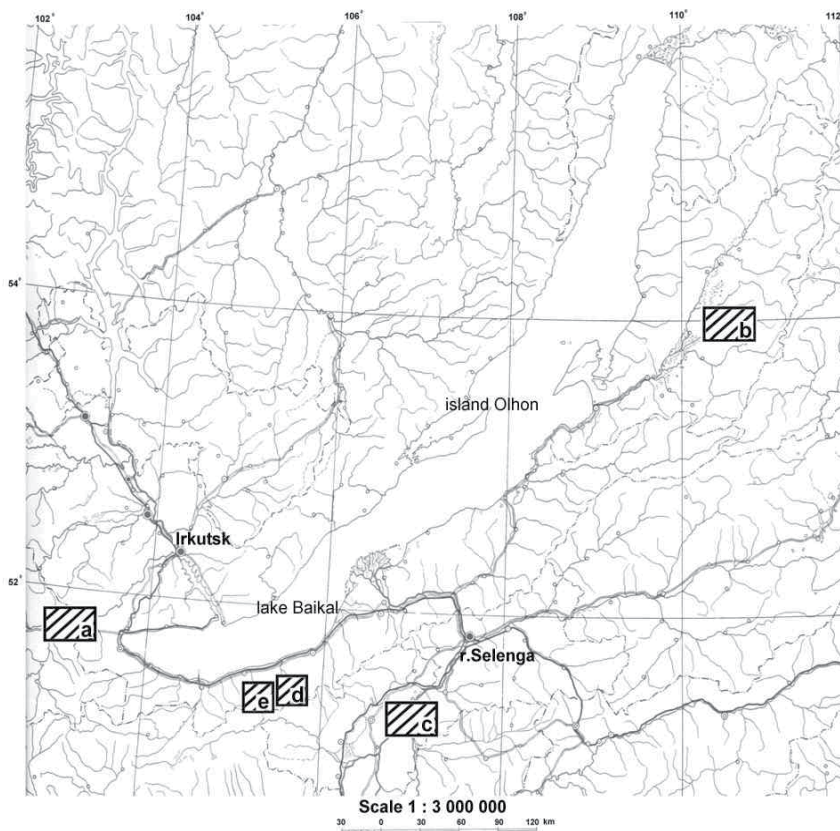 102° 104° 106° 108° 110° 112
54°
b
island Olhon
Irkutsk
52°
lake Baikal
a
r.Selenga
e d
c
Scale 1 : 3 000 000
30 0 30 60 90 120 km